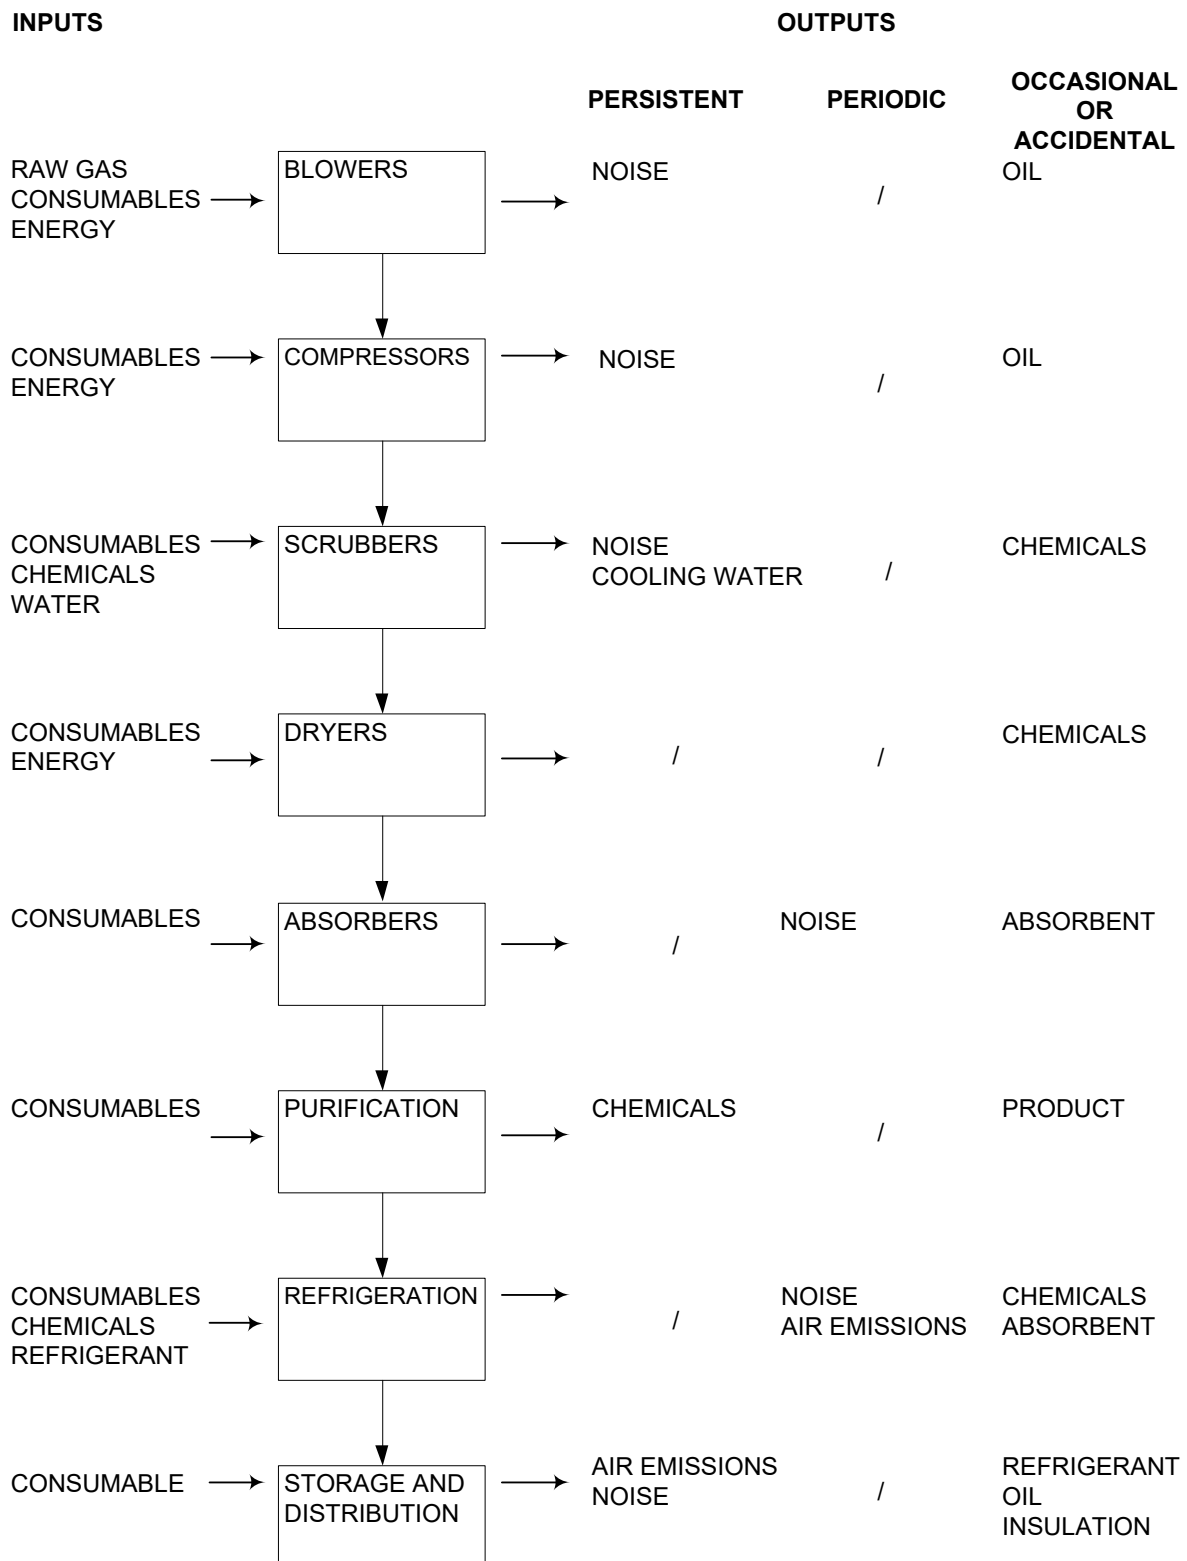 INPUTS OUTPUTS
PERSISTENT PERIODIC OCCASIONAL
OR
ACCIDENTAL
RAW GAS BLOWERS NOISE OIL
CONSUMABLES /
ENERGY
CONSUMABLES COMPRESSORS NOISE OIL
ENERGY /
CONSUMABLES SCRUBBERS NOISE CHEMICALS
CHEMICALS COOLING WATER /
WATER
CONSUMABLES DRYERS CHEMICALS
ENERGY / /
CONSUMABLES ABSORBERS NOISE ABSORBENT
/
CONSUMABLES PURIFICATION CHEMICALS PRODUCT
/
CONSUMABLES REFRIGERATION NOISE CHEMICALS
CHEMICALS / AIR EMISSIONS ABSORBENT
REFRIGERANT
CONSUMABLE STORAGE AND AIR EMISSIONS REFRIGERANT
DISTRIBUTION NOISE / OIL
INSULATION